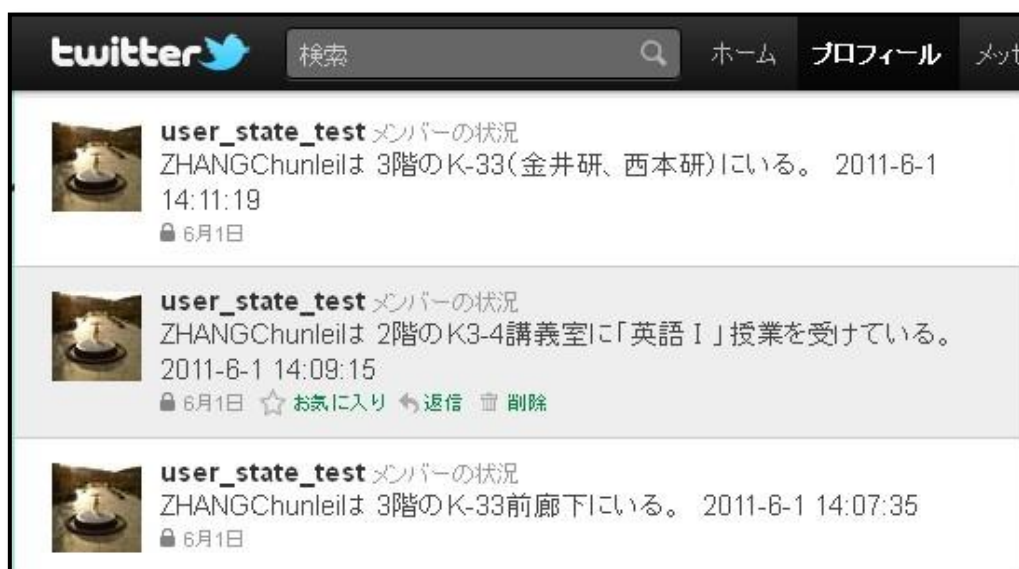 twitter 検索 ホーム プロフィール
user_state_test メンバーの状況
ZHANGChunleiは 3階のK-33(金井研、西本研)にいる。 2011-6-1
14:11:19
6月1日
user_state_test メンバーの状況
ZHANGChunleiは 2階のK3-4講義室に「英語Ⅰ」授業を受けている。
2011-6-1 14:09:15
6月1日 お気に入り 返信 削除
user_state_test メンバーの状況
ZHANGChunleiは 3階のK-33前廊下にいる。 2011-6-1 14:07:35
6月1日